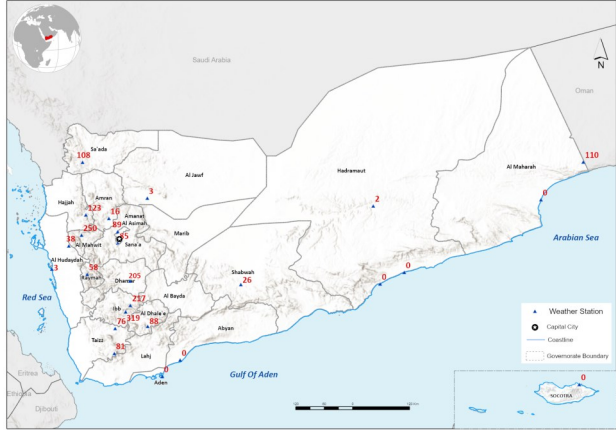 Saudi Arabia
N
Oman
Sa'ada
108
110
Al Jawf
Hadramaut
Al Maharah
3
2
0
Hajjah
Amran
123
16
Amanat
Al Asimah
89
250
38
Al Mahwit
Sana'a
Marib
Arabian Sea
Al Hudaydah
3
58
Raymah
205
Dhamar
Shabwah
26
0
0
Red Sea
217
Al Bayda
Ibb
319
Al Dhale'e
76
88
Abyan
Taizz
81
Lahj
0
0
Aden
Gulf Of Aden
Weather Station
Capital City
Coastline
Governorate Boundary
Eritrea
Ethiopia
Djibouti
0
SOCOTRA